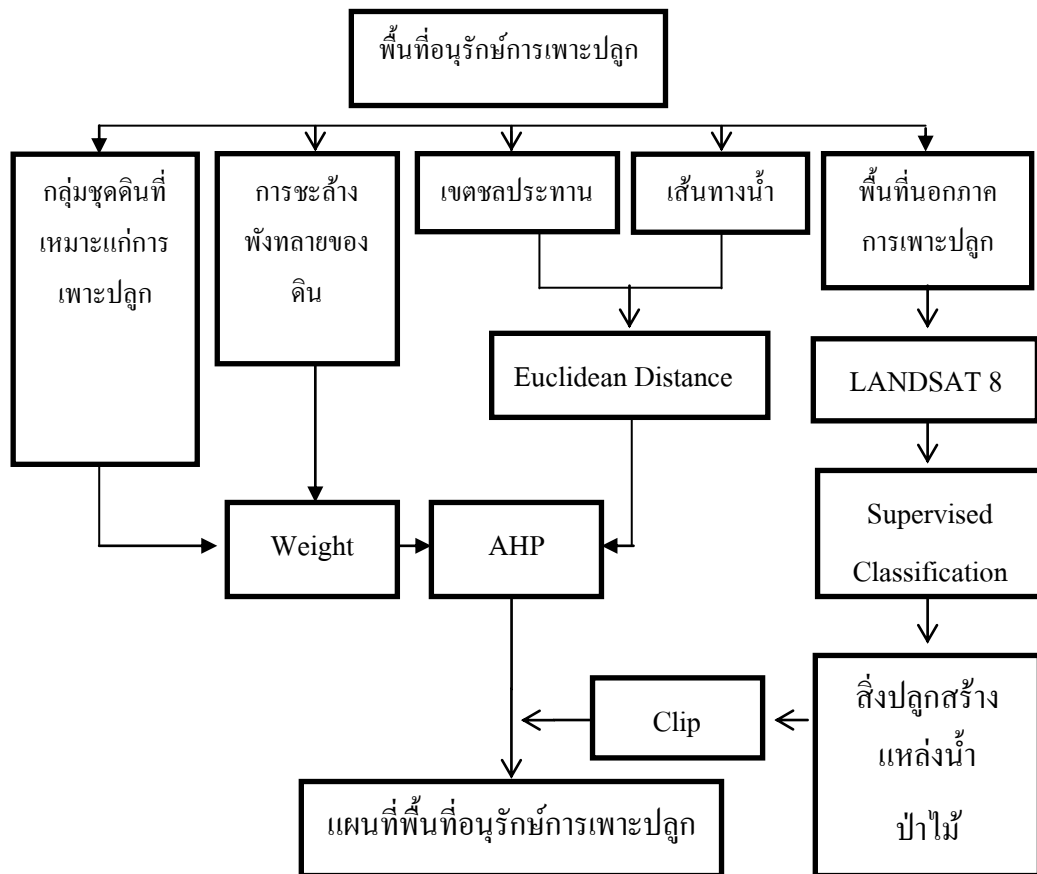 พื้นที่อนุรักษ์การเพาะปลูก
กลุ่มชุดดินที่
เหมาะแก่การ
เพาะปลูก
การชะล้าง
พังทลายของ
ดิน
เขตชลประทาน
เส้นทางน้ำ
พื้นที่นอกภาค
การเพาะปลูก
Euclidean Distance
LANDSAT 8
Weight
AHP
Supervised
Classification
Clip
สิ่งปลูกสร้าง
แหล่งน้ำ
ป่าไม้
แผนที่พื้นที่อนุรักษ์การเพาะปลูก